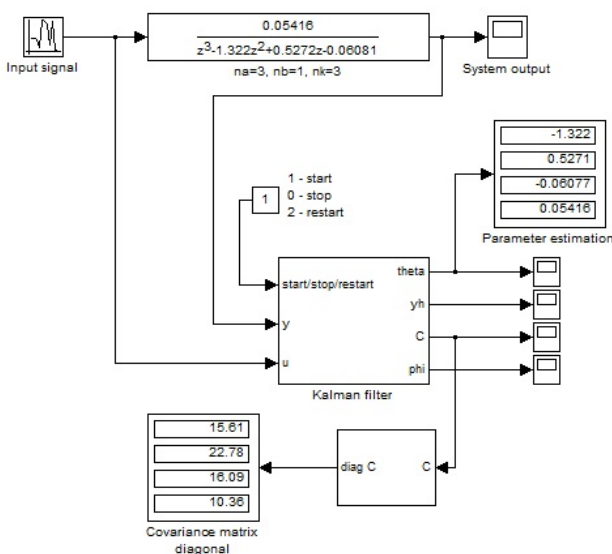 0.05416
z3-1.322z2+0.5272z-0.06081
Input signal
na=3, nb=1, nk=3
System output
-1.322
0.5271
-0.06077
0.05416
Parameter estimation
1 - start
0 - stop
2 - restart
1
start/stop/restart
y
u
theta
yh
C
phi
Kalman filter
15.61
22.78
16.09
10.36
Covariance matrix
diagonal
diag C
C